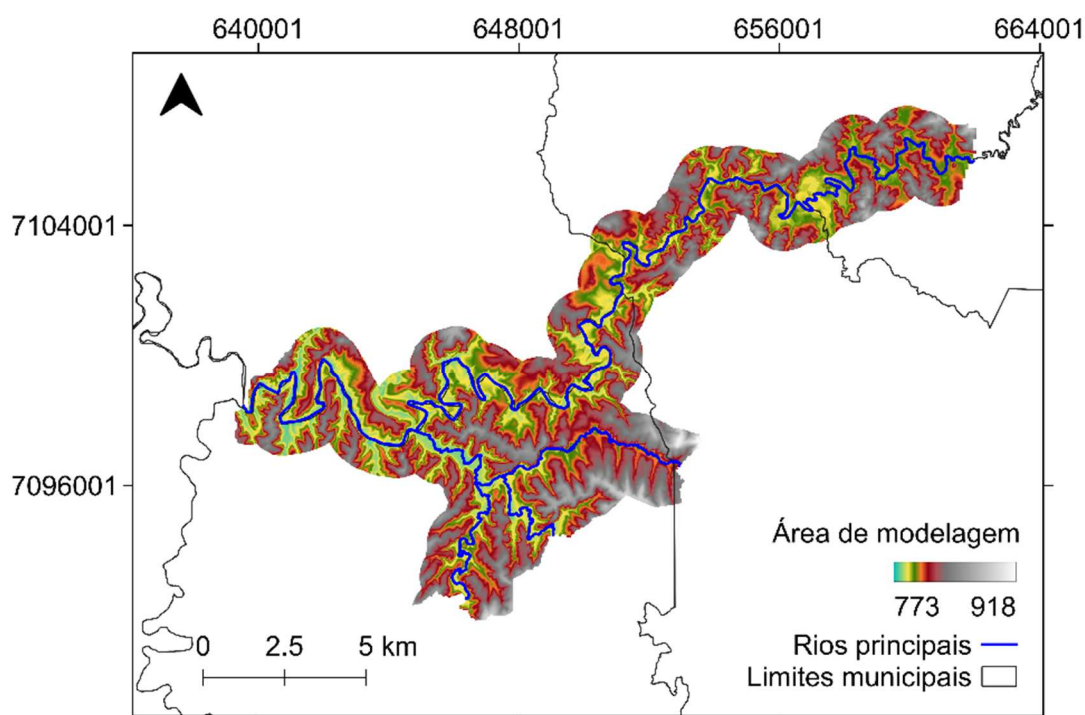 640001 648001 656001 664001
7104001
7096001
Área de modelagem
773 918
0 2.5 5 km
Rios principais
Limites municipais